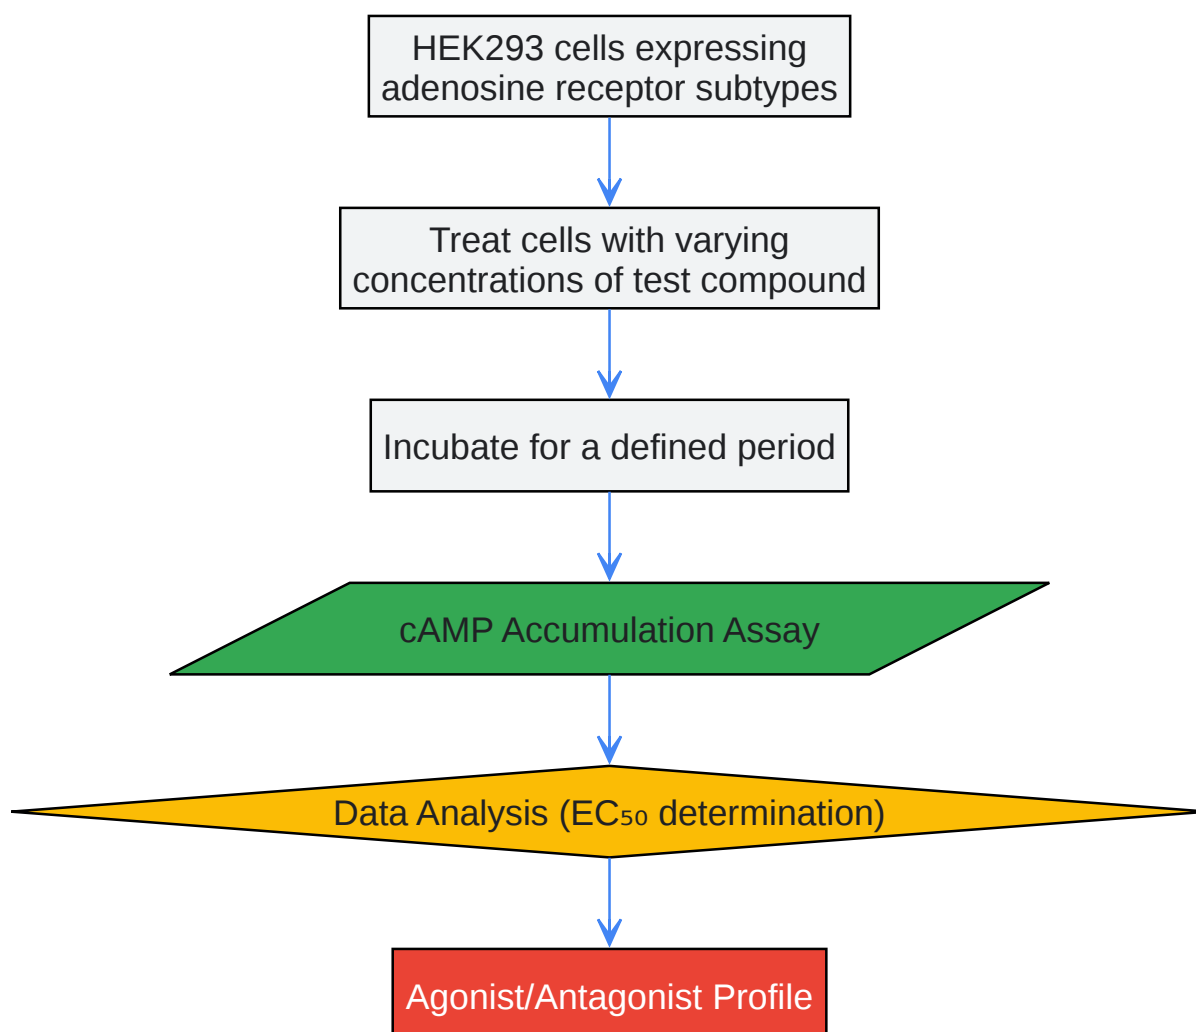 HEK293 cells expressing
adenosine receptor subtypes
Treat cells with varying
concentrations of test compound
Incubate for a defined period
cAMP Accumulation Assay
Data Analysis (EC₅₀ determination)
Agonist/Antagonist Profile